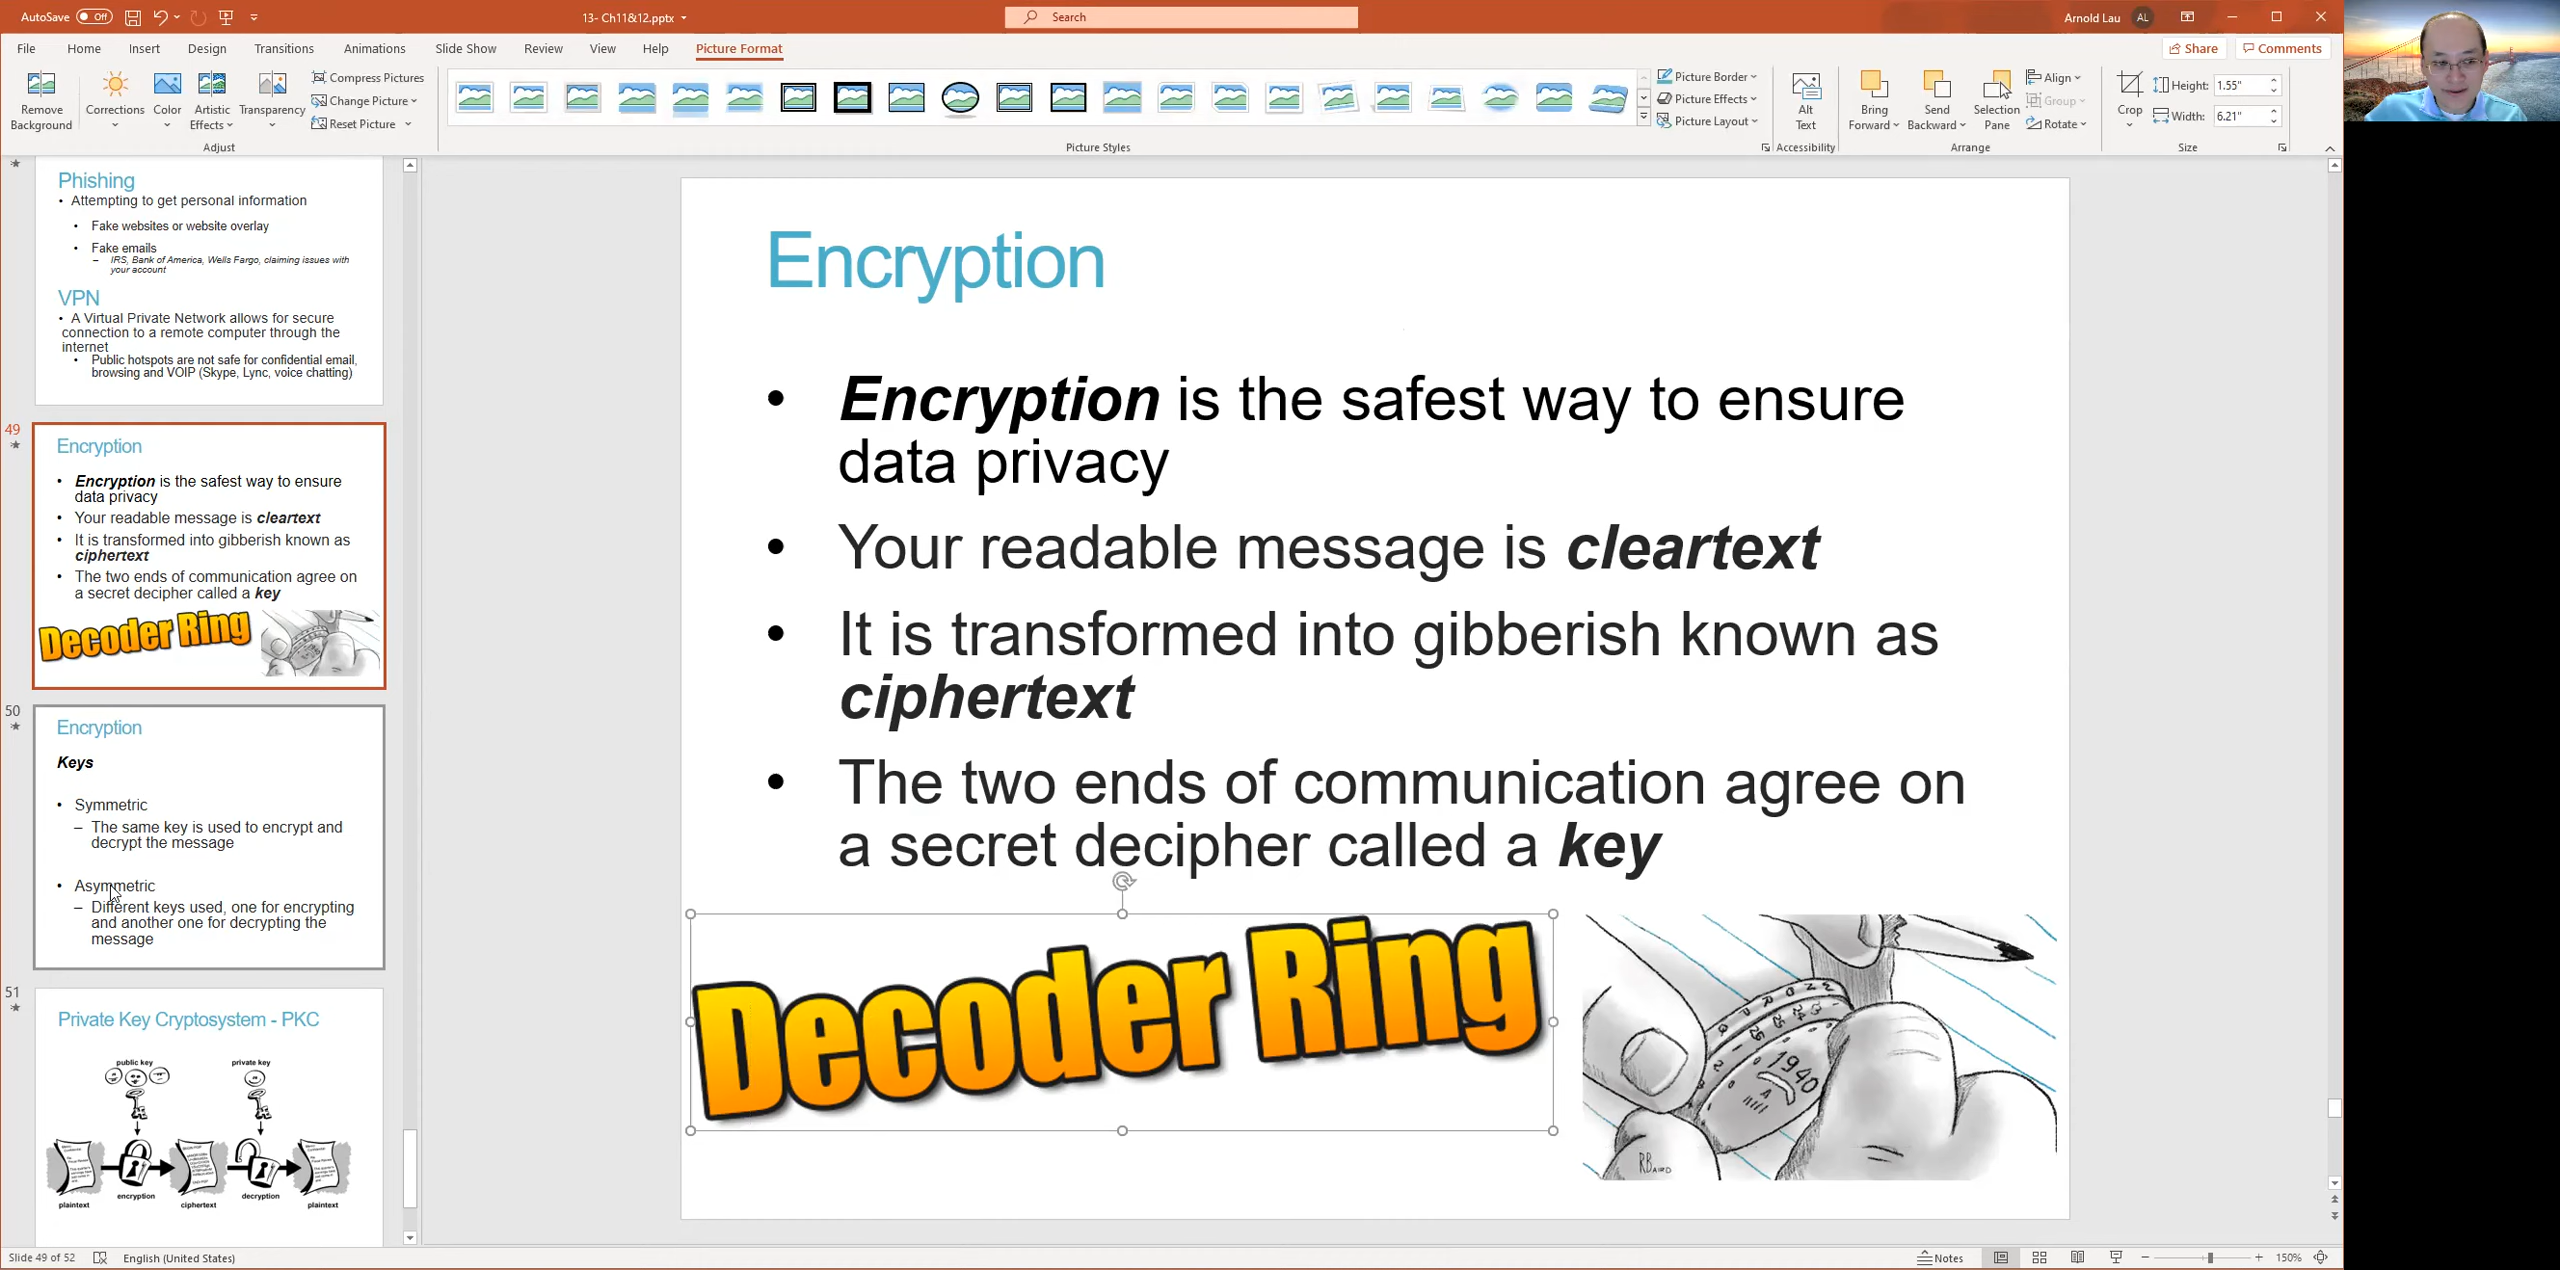 AutoSave Off
13- Ch11&12.pptx
Search
Arnold Lau AL
File Home Insert Design Transitions Animations Slide Show Review View Help Picture Format
Share Comments
Remove Background
Corrections
Color
Artistic Effects
Transparency
Compress Pictures
Change Picture
Reset Picture
Adjust
Picture Styles
Picture Border
Picture Effects
Picture Layout
Alt Text
Accessibility
Bring Forward
Send Backward
Selection Pane
Align
Group
Rotate
Arrange
Crop
Height: 1.55"
Width: 6.21"
Size
Phishing
• Attempting to get personal information
• Fake websites or website overlay
• Fake emails
– IRS, Bank of America, Wells Fargo, claiming issues with
your account
VPN
• A Virtual Private Network allows for secure
connection to a remote computer through the
internet
• Public hotspots are not safe for confidential email,
browsing and VOIP (Skype, Lync, voice chatting)
49
Encryption
• Encryption is the safest way to ensure
data privacy
• Your readable message is cleartext
• It is transformed into gibberish known as
ciphertext
• The two ends of communication agree on
a secret decipher called a key
Decoder Ring
50
Encryption
Keys
• Symmetric
– The same key is used to encrypt and
decrypt the message
• Asymmetric
– Different keys used, one for encrypting
and another one for decrypting the
message
51
Private Key Cryptosystem - PKC
public key private key
encryption decryption
plaintext ciphertext plaintext
Encryption
• Encryption is the safest way to ensure
data privacy
• Your readable message is cleartext
• It is transformed into gibberish known as
ciphertext
• The two ends of communication agree on
a secret decipher called a key
Decoder Ring
1940
RBAIRD
Slide 49 of 52 English (United States)
Notes
150%